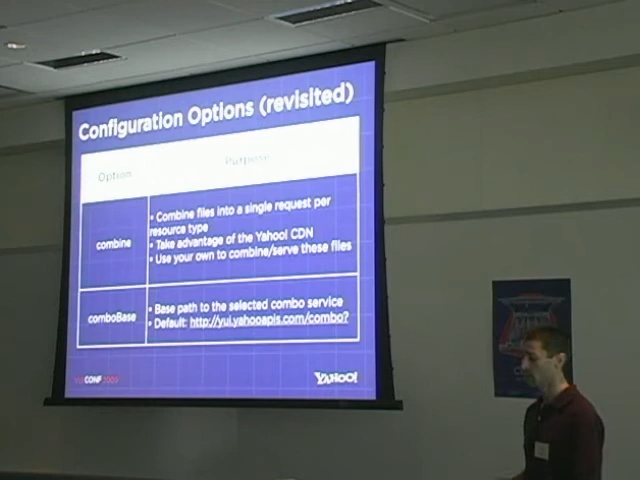 Configuration Options (revisited)
Option
Purpose
combine
• Combine files into a single request per
resource type
• Take advantage of the Yahoo! CDN
• Use your own to combine/serve these files
comboBase
• Base path to the selected combo service
• Default: http://yui.yahooapis.com/combo?
YUICONF2009
YAHOO!